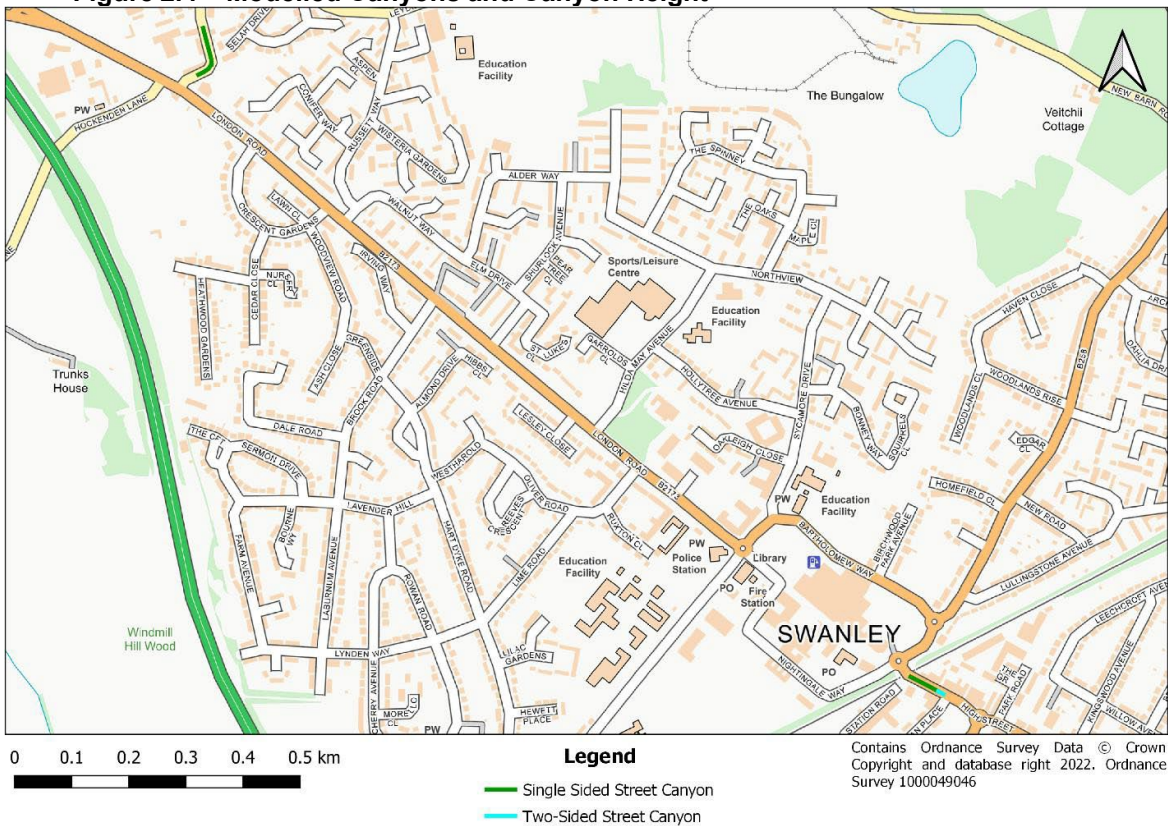 Figure 2.4 – Modelled Canyons and Canyon Height
SELAH DRIVE
Education
Facility
ASPEN
CL
CONIFER WAY
RUSSETT WAY
WISTERIA GARDENS
PW
HOCKENDEN LANE
LONDON ROAD
The Bungalow
NEW BARN
Veitchii
Cottage
THE SPINNEY
ALDER WAY
THE OAKS
MAPLE CL
LAWN CL
CRESCENT GARDENS
WALNUT WAY
SHURLOCK AVENUE
PEAR
TREE
CL
Sports/Leisure
Centre
NORTHVIEW
WOODVIEW ROAD
IRVING WAY
B2173
ELM DRIVE
HEATHWOOD GARDENS
CEDAR CLOSE
Education
Facility
HAVEN CLOSE
B258
DAHLIA
Trunks
House
ASH CLOSE
GREENSIDE
BROOK ROAD
ALMOND DRIVE
HIBBS CL
ST
LUKE'S
CL
GARROLDS
CL
HILDA MAY AVENUE
HOLLYTREE AVENUE
SYCAMORE DRIVE
BONNEY WAY
SQUIRRELS
CL
WOODLANDS CL
WOODLANDS RISE
DALE ROAD
SERMON DRIVE
LESLEY CLOSE
LONDON ROAD
OAKLEIGH CLOSE
EDGAR
CL
WESTHAROLD
B2173
Education
Facility
PW
HOMEFIELD CL
NEW ROAD
LAVENDER HILL
REEVES
CRESCENT
OLIVER ROAD
RUXTON CL
BOURNE
WY
FARM AVENUE
LABURNUM AVENUE
HART DYKE ROAD
LIME ROAD
Education
Facility
PW
Police
Station
Library
BARTHOLOMEW WAY
BIRCHWOOD
PARK AVENUE
LULLINGSTONE AVENUE
PO
Fire
Station
LEECHCROFT
ROWAN ROAD
Windmill
Hill Wood
LYNDEN WAY
LILAC
GARDENS
SWANLEY
PO
NIGHTINGALE WAY
PARK ROAD
KINGSWOOD AVENUE
CHERRY AVENUE
HEWETT
PLACE
PW
STATION ROAD
HIGH STREET
WILLOW
0 0.1 0.2 0.3 0.4 0.5 km
Legend
Single Sided Street Canyon
Two-Sided Street Canyon
Contains Ordnance Survey Data © Crown
Copyright and database right 2022. Ordnance
Survey 1000049046